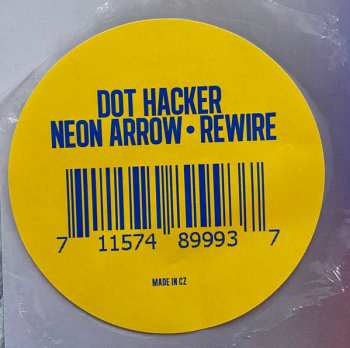 DOT HACKER
NEON ARROW • REWIRE
7 11574 89993 7
MADE IN CZ